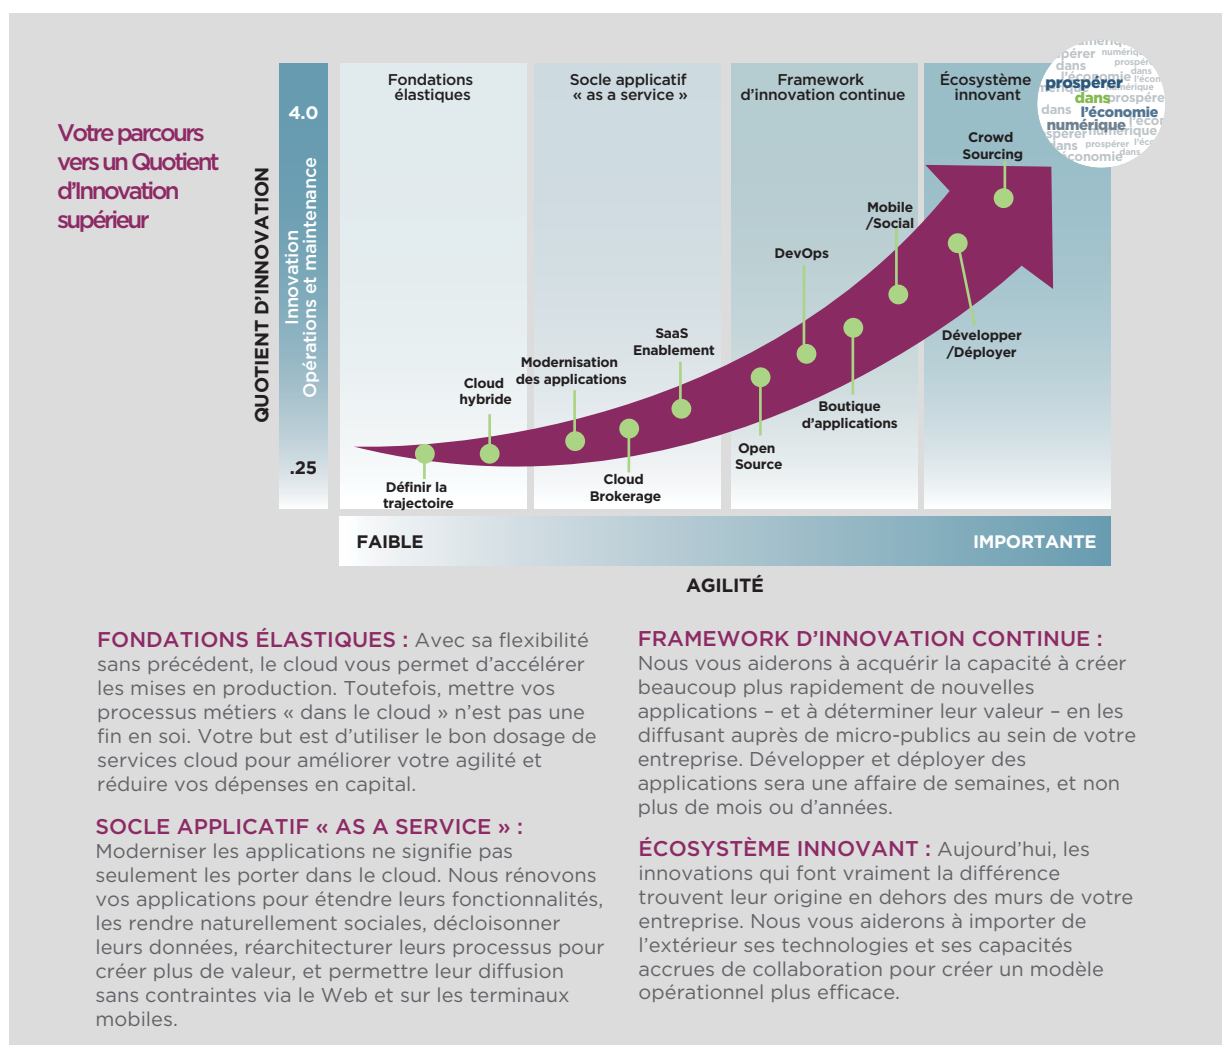 Votre parcours
vers un Quotient
d’Innovation
supérieur
QUOTIENT D’INNOVATION
4.0
Innovation
Opérations et maintenance
.25
Fondations
élastiques
Socle applicatif
« as a service »
Framework
d’innovation continue
Écosystème
innovant
prospérer
dans
l’économie
numérique
Crowd
Sourcing
Mobile
/Social
DevOps
Développer
/Déployer
SaaS
Enablement
Modernisation
des applications
Cloud
hybride
Boutique
d’applications
Open
Source
Cloud
Brokerage
Définir la
trajectoire
FAIBLE
IMPORTANTE
AGILITÉ
FONDATIONS ÉLASTIQUES : Avec sa flexibilité
sans précédent, le cloud vous permet d’accélérer
les mises en production. Toutefois, mettre vos
processus métiers « dans le cloud » n’est pas une
fin en soi. Votre but est d’utiliser le bon dosage de
services cloud pour améliorer votre agilité et
réduire vos dépenses en capital.
SOCLE APPLICATIF « AS A SERVICE » :
Moderniser les applications ne signifie pas
seulement les porter dans le cloud. Nous rénovons
vos applications pour étendre leurs fonctionnalités,
les rendre naturellement sociales, décloisonner
leurs données, réarchitecturer leurs processus pour
créer plus de valeur, et permettre leur diffusion
sans contraintes via le Web et sur les terminaux
mobiles.
FRAMEWORK D’INNOVATION CONTINUE :
Nous vous aiderons à acquérir la capacité à créer
beaucoup plus rapidement de nouvelles
applications – et à déterminer leur valeur – en les
diffusant auprès de micro-publics au sein de votre
entreprise. Développer et déployer des
applications sera une affaire de semaines, et non
plus de mois ou d’années.
ÉCOSYSTÈME INNOVANT : Aujourd’hui, les
innovations qui font vraiment la différence
trouvent leur origine en dehors des murs de votre
entreprise. Nous vous aiderons à importer de
l’extérieur ses technologies et ses capacités
accrues de collaboration pour créer un modèle
opérationnel plus efficace.